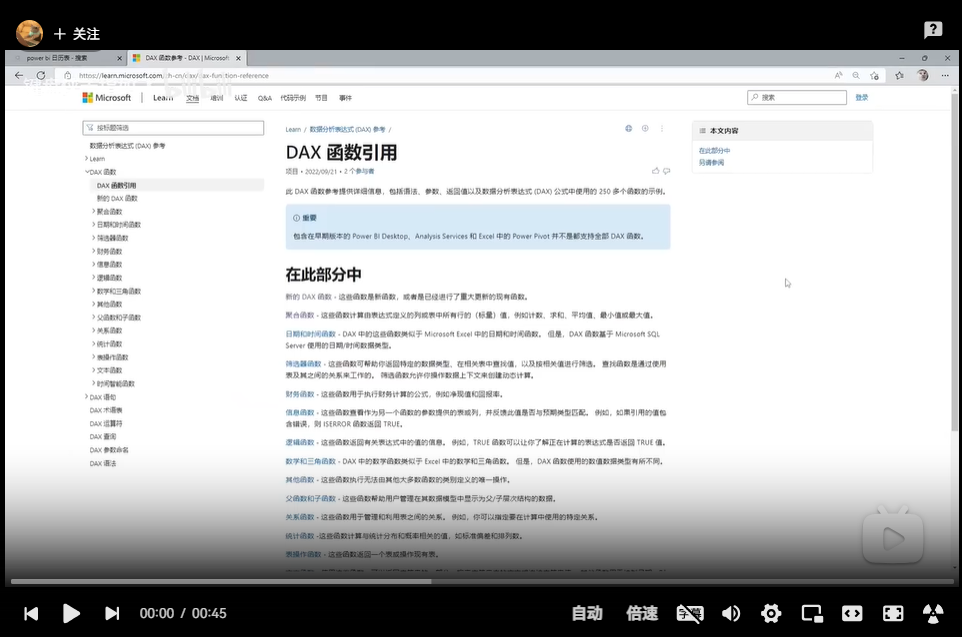 关注
power bi 日历表 - 搜索
DAX 函数参考 - DAX | Microsoft
https://learn.microsoft.com/zh-cn/dax/dax-function-reference
Microsoft
Learn 文档 培训 认证 Q&A 代码示例 节目 事件
搜索
登录
按标题筛选
数据分析表达式 (DAX) 参考
Learn
DAX 函数
DAX 函数引用
新的 DAX 函数
聚合函数
日期和时间函数
筛选器函数
财务函数
信息函数
逻辑函数
数学和三角函数
其他函数
父函数和子函数
关系函数
统计函数
表操作函数
文本函数
时间智能函数
DAX 语句
DAX 术语表
DAX 运算符
DAX 查询
DAX 参数命名
DAX 语法
Learn / 数据分析表达式 (DAX) 参考 /
DAX 函数引用
项目 • 2022/09/21 • 2 个参与者
此 DAX 函数参考提供详细信息，包括语法、参数、返回值以及数据分析表达式 (DAX) 公式中使用的 250 多个函数的示例。
重要
包含在早期版本的 Power BI Desktop、Analysis Services 和 Excel 中的 Power Pivot 并不是都支持全部 DAX 函数。
在此部分中
新的 DAX 函数 - 这些函数是新函数，或者是已经进行了重大更新的现有函数。
聚合函数 - 这些函数计算由表达式定义的列或表中所有行的（标量）值，例如计数、求和、平均值、最小值或最大值。
日期和时间函数 - DAX 中的这些函数类似于 Microsoft Excel 中的日期和时间函数。 但是，DAX 函数基于 Microsoft SQL
Server 使用的日期/时间数据类型。
筛选器函数 - 这些函数可帮助你返回特定的数据类型、在相关表中查找值，以及按相关值进行筛选。 查找函数是通过使用
表及其之间的关系来工作的。 筛选函数允许你操作数据上下文来创建动态计算。
财务函数 - 这些函数用于执行财务计算的公式，例如净现值和回报率。
信息函数 - 这些函数查看作为另一个函数的参数提供的表或列，并反馈此值是否与预期类型匹配。 例如，如果引用的值包
含错误，则 ISERROR 函数返回 TRUE。
逻辑函数 - 这些函数返回有关表达式中的值的信息。 例如，TRUE 函数可以让你了解正在计算的表达式是否返回 TRUE 值。
数学和三角函数 - DAX 中的数学函数类似于 Excel 中的数学和三角函数。 但是，DAX 函数使用的数值数据类型有所不同。
其他函数 - 这些函数执行无法由其他大多数函数的类别定义的唯一操作。
父函数和子函数 - 这些函数帮助用户管理在其数据模型中显示为父/子层次结构的数据。
关系函数 - 这些函数用于管理和利用表之间的关系。 例如，你可以指定要在计算中使用的特定关系。
统计函数 -这些函数计算与统计分布和概率相关的值，如标准偏差和排列数。
表操作函数 - 这些函数返回一个表或操作现有表。
本文内容
在此部分中
另请参阅
00:00 / 00:45
自动
倍速
字幕